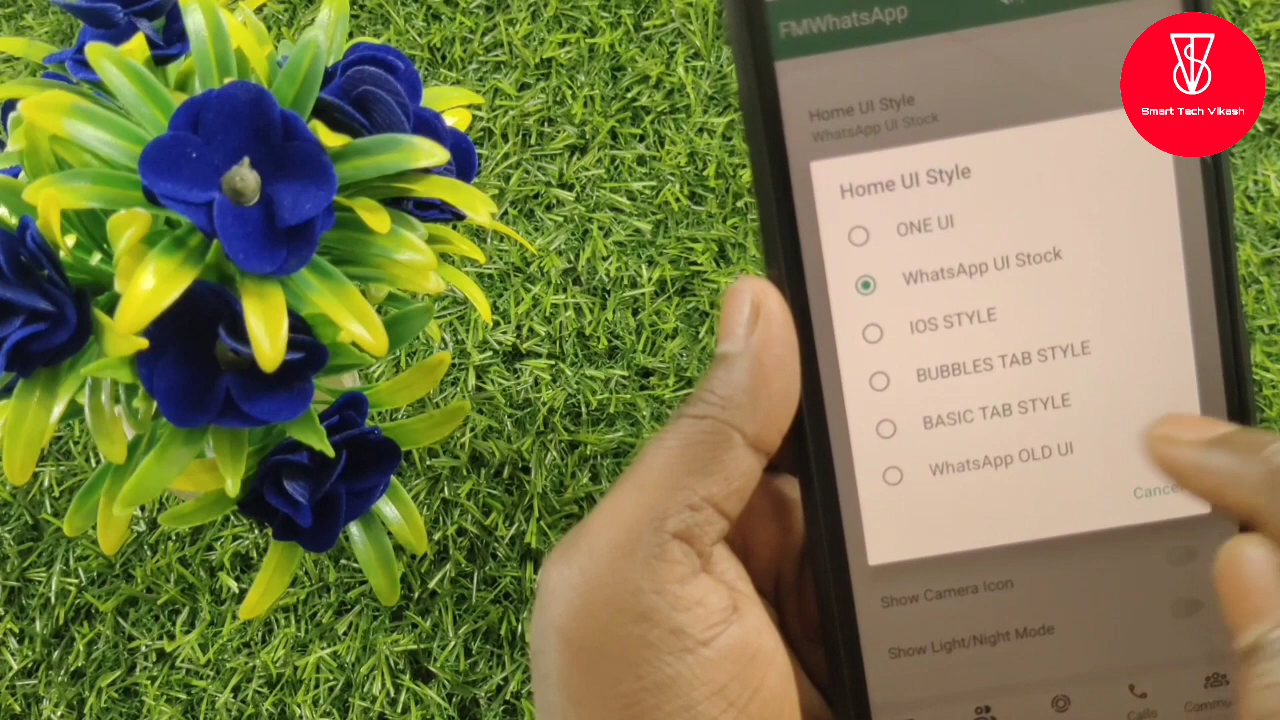 FMWhatsApp
Smart Tech Vikash
Home UI Style
WhatsApp UI Stock
Home UI Style
ONE UI
WhatsApp UI Stock
IOS STYLE
BUBBLES TAB STYLE
BASIC TAB STYLE
WhatsApp OLD UI
Cancel
Show Camera Icon
Show Light/Night Mode
Calls